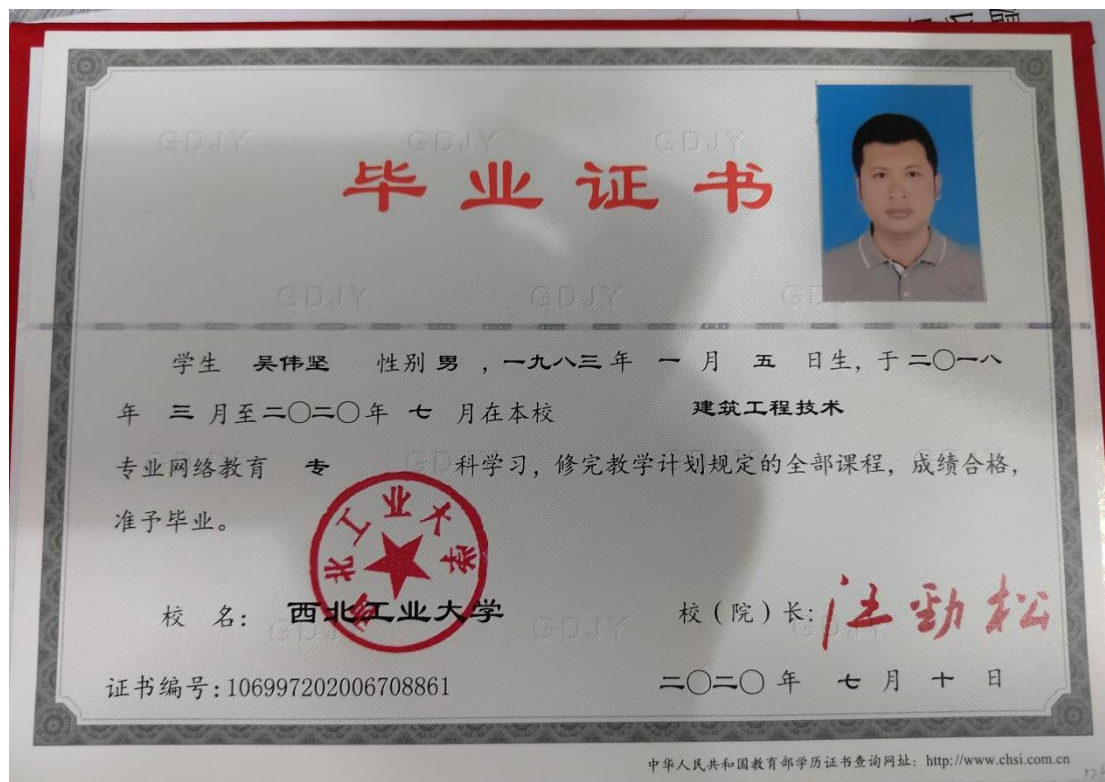 毕业证书
学生 吴伟坚 性别 男 ，一九八三 年 一 月 五 日生，于 二〇一八
年 三 月至 二〇二〇 年 七 月在本校 建筑工程技术
专业网络教育 专 科学习，修完教学计划规定的全部课程，成绩合格，
准予毕业。
西北工业大学
校 名： 西北工业大学 校（院）长： 汪劲松
证书编号：106997202006708861 二〇二〇 年 七 月 十 日
中华人民共和国教育部学历证书查询网址：http://www.chsi.com.cn
GDJY GDJY GDJY
GDJY GDJY GDJY
GDJY GDJY